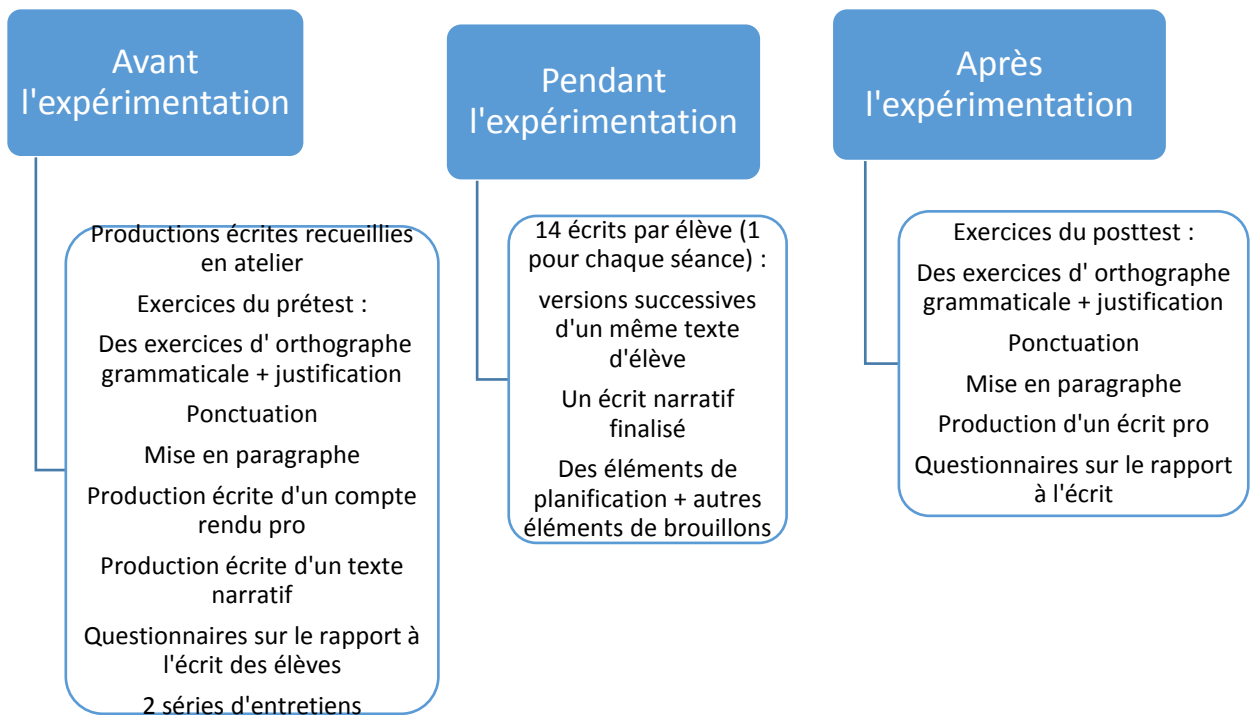 Avant
l'expérimentation
Productions écrites recueillies
en atelier
Exercices du prétest :
Des exercices d' orthographe
grammaticale + justification
Ponctuation
Mise en paragraphe
Production écrite d'un compte
rendu pro
Production écrite d'un texte
narratif
Questionnaires sur le rapport à
l'écrit des élèves
2 séries d'entretiens
Pendant
l'expérimentation
14 écrits par élève (1
pour chaque séance) :
versions successives
d'un même texte
d'élève
Un écrit narratif
finalisé
Des éléments de
planification + autres
éléments de brouillons
Après
l'expérimentation
Exercices du posttest :
Des exercices d' orthographe
grammaticale + justification
Ponctuation
Mise en paragraphe
Production d'un écrit pro
Questionnaires sur le rapport
à l'écrit